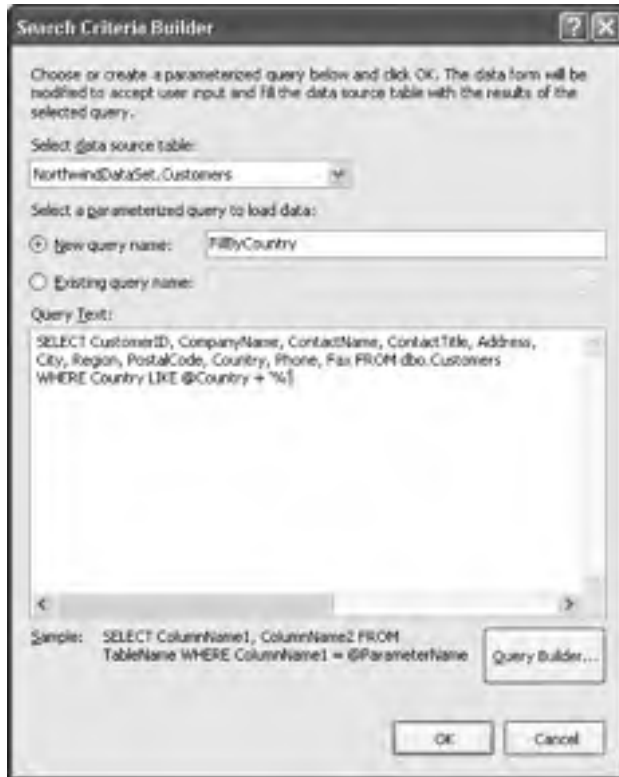 Search Criteria Builder
Choose or create a parameterized query below and click OK. The data form will be
modified to accept user input and fill the data source table with the results of the
selected query.
Select data source table:
NorthwindDataSet.Customers
Select a parameterized query to load data:
New query name:
FillByCountry
Existing query name:
Query Text:
SELECT CustomerID, CompanyName, ContactName, ContactTitle, Address,
City, Region, PostalCode, Country, Phone, Fax FROM dbo.Customers
WHERE Country LIKE @Country + '%'
Sample: SELECT ColumnName1, ColumnName2 FROM
TableName WHERE ColumnName1 = @ParameterName
Query Builder...
OK
Cancel